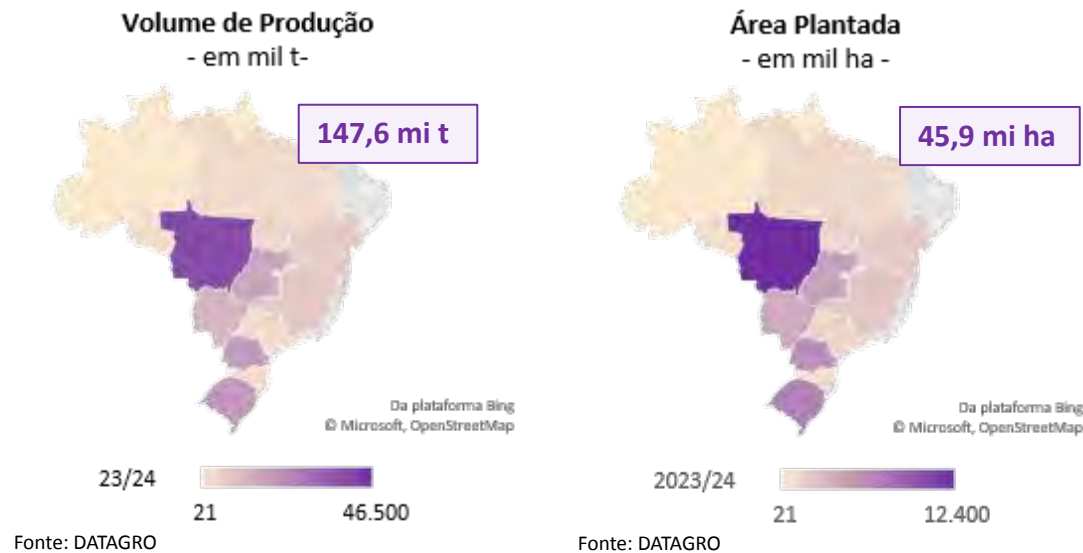 Volume de Produção
- em mil t-
147,6 mi t
Da plataforma Bing
© Microsoft, OpenStreetMap
23/24
21
46.500
Fonte: DATAGRO
Área Plantada
- em mil ha -
45,9 mi ha
Da plataforma Bing
© Microsoft, OpenStreetMap
2023/24
21
12.400
Fonte: DATAGRO